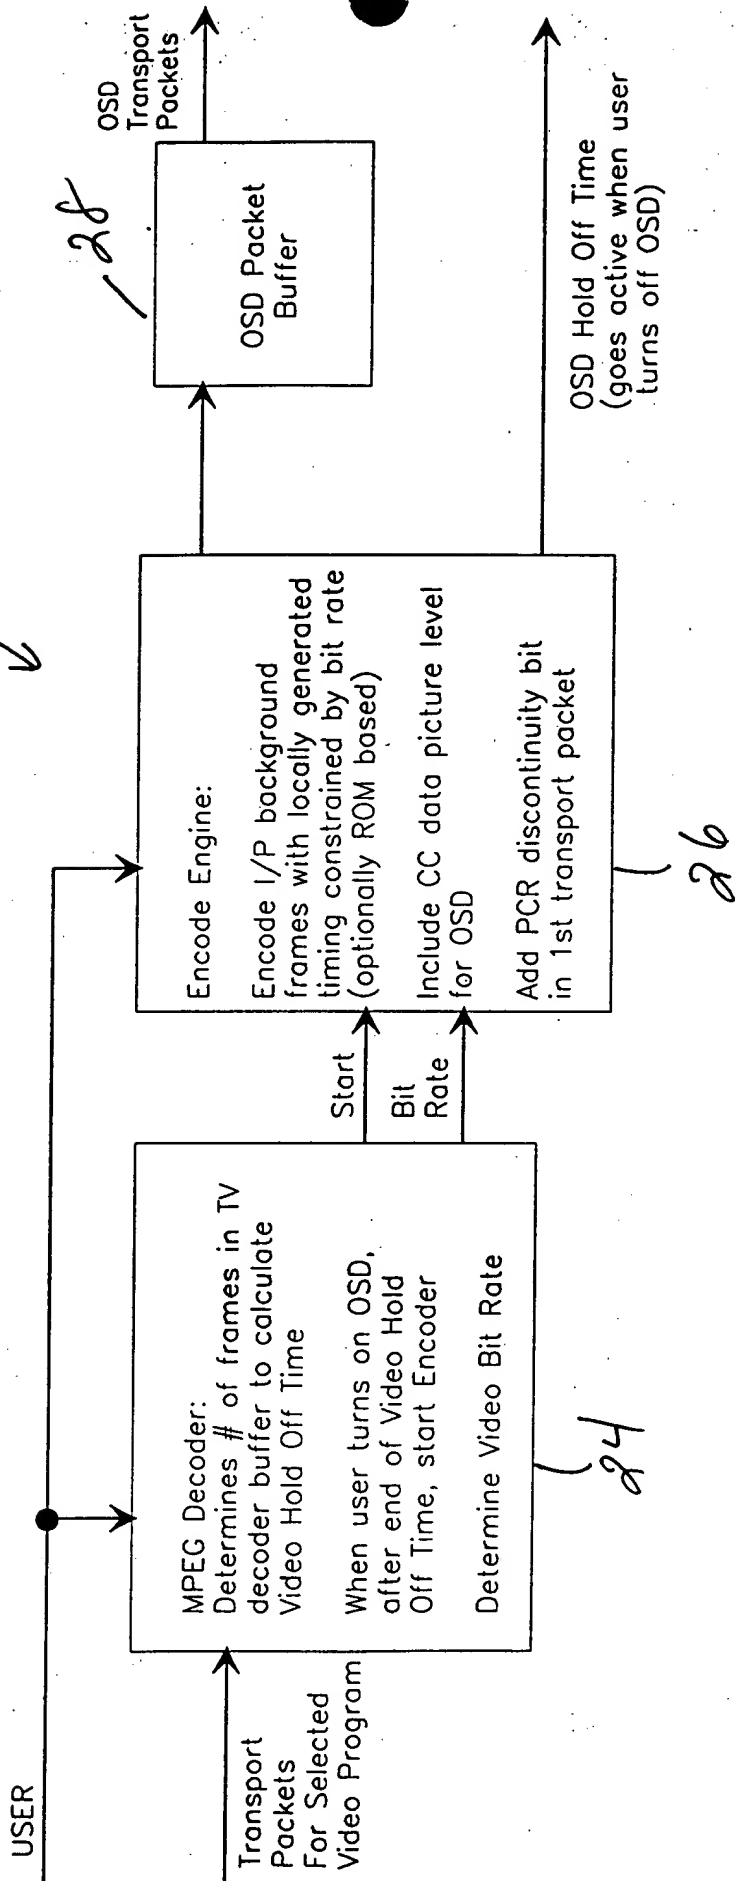 USER
Transport
Packets
For Selected
Video Program
MPEG Decoder:
Determines # of frames in TV
decoder buffer to calculate
Video Hold Off Time
When user turns on OSD,
after end of Video Hold
Off Time, start Encoder
Determine Video Bit Rate
24
Start
Bit
Rate
Encode Engine:
Encode I/P background
frames with locally generated
timing constrained by bit rate
(optionally ROM based)
Include CC data picture level
for OSD
Add PCR discontinuity bit
in 1st transport packet
26
OSD Packet
Buffer
28
OSD
Transport
Packets
OSD Hold Off Time
(goes active when user
turns off OSD)